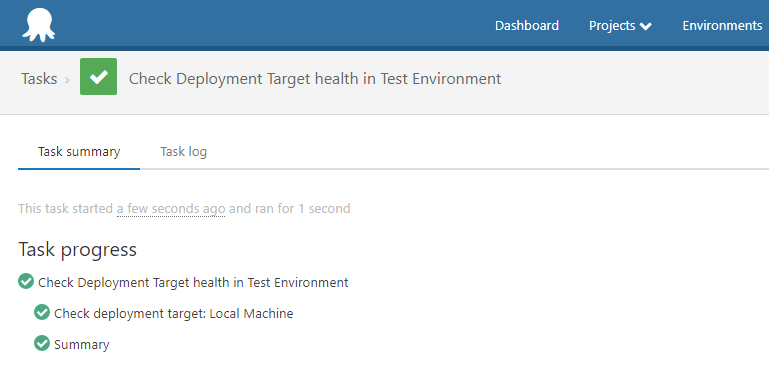 Dashboard Projects Environments
Tasks › Check Deployment Target health in Test Environment
Task summary Task log
This task started a few seconds ago and ran for 1 second
Task progress
Check Deployment Target health in Test Environment
Check deployment target: Local Machine
Summary